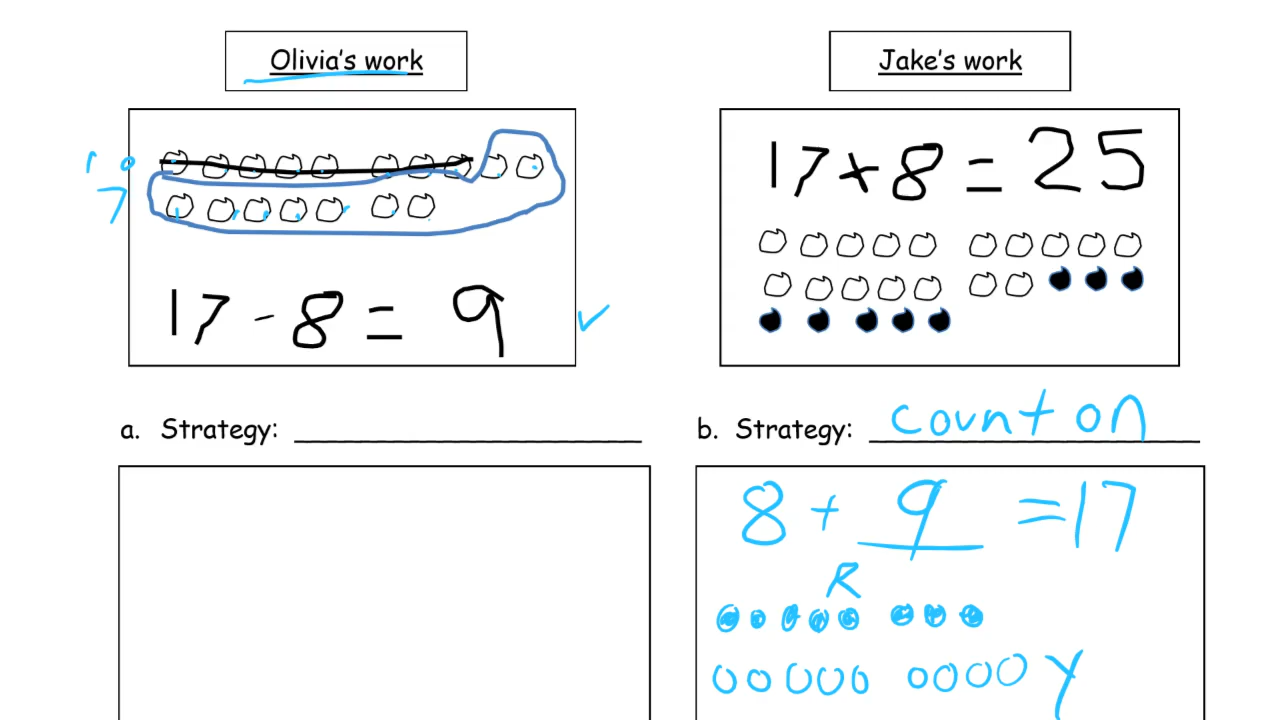 Olivia's work
10
7
17 - 8 = 9
a. Strategy:
Jake's work
17 + 8 = 25
b. Strategy: count on
8 + 9 = 17
R
Y